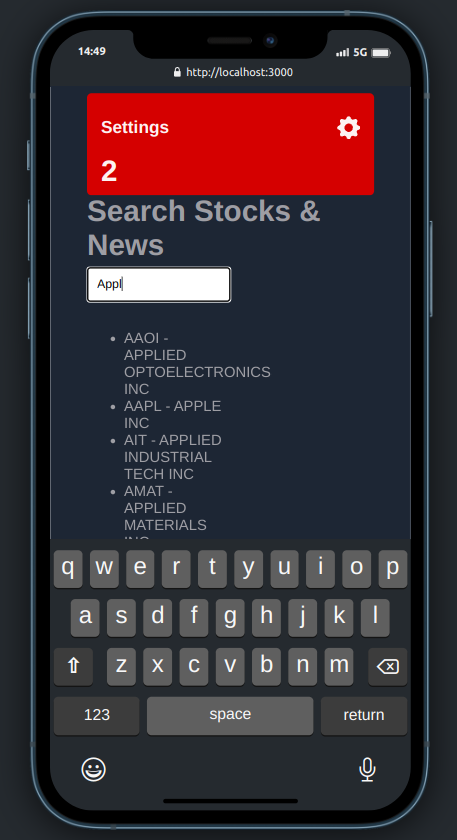 14:49
5G
http://localhost:3000
Settings
2
Search Stocks &
News
Appl
AAOI -
APPLIED
OPTOELECTRONICS
INC
AAPL - APPLE
INC
AIT - APPLIED
INDUSTRIAL
TECH INC
AMAT -
APPLIED
MATERIALS
INC
q w e r t y u i o p
a s d f g h j k l
z x c v b n m
123 space return